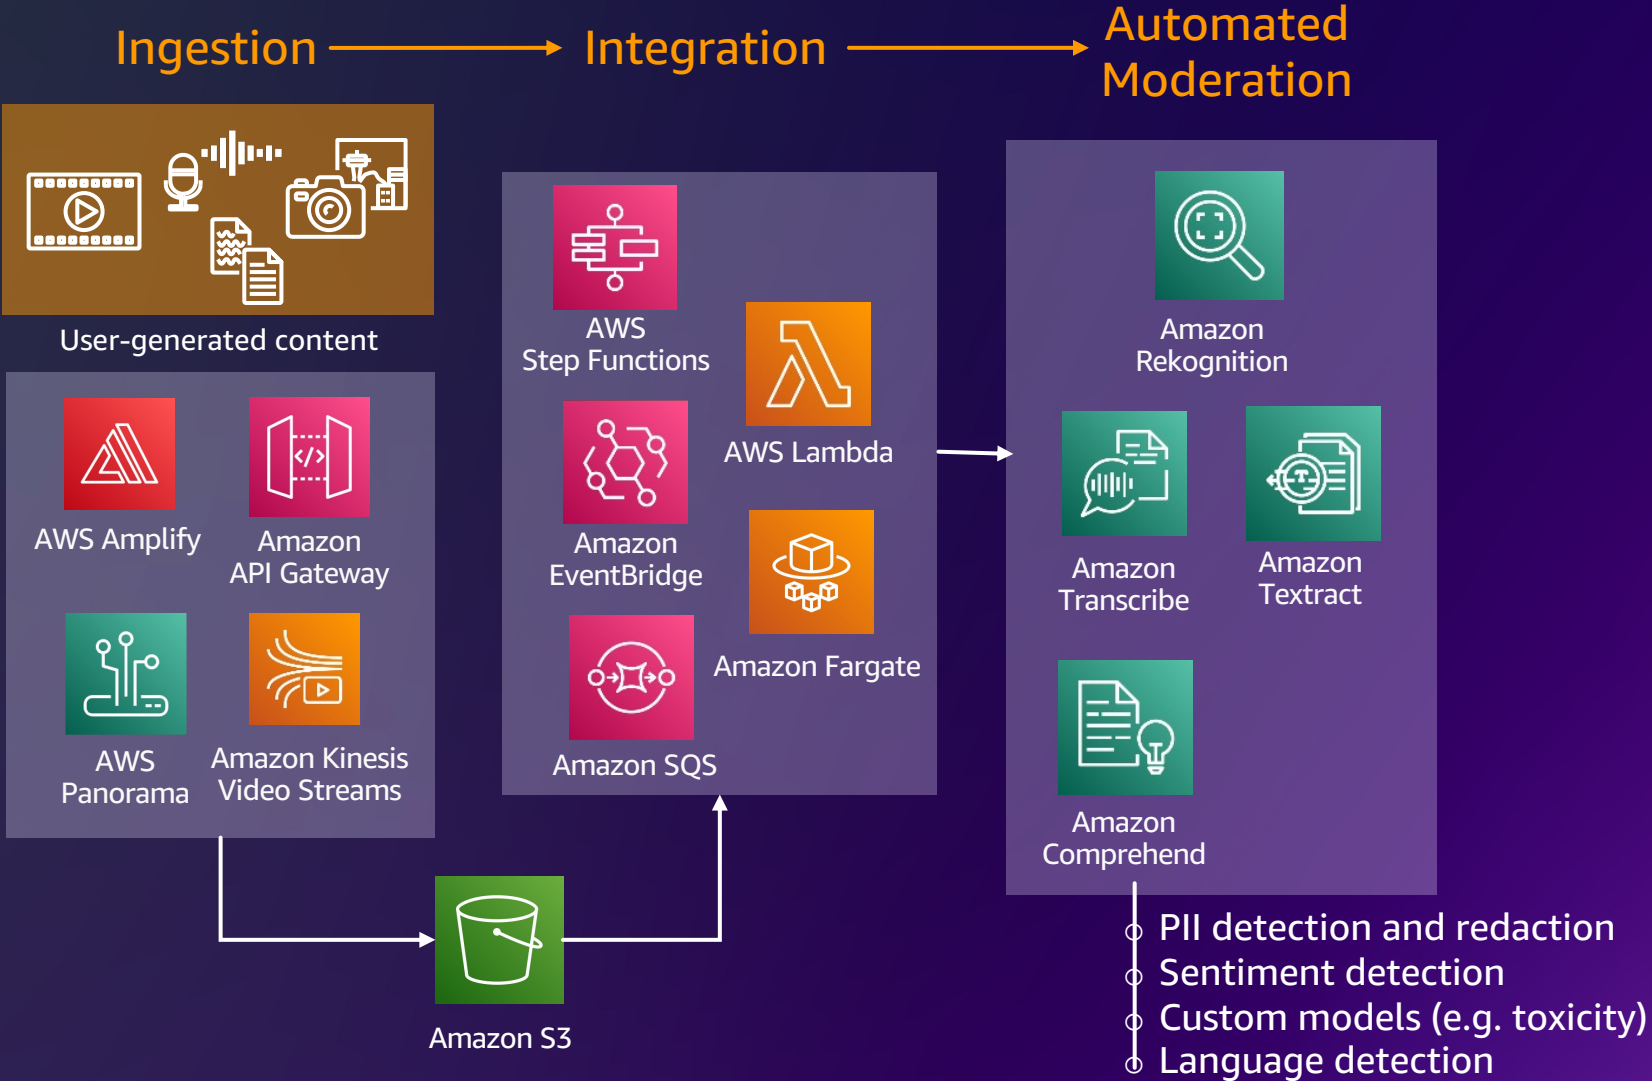 Ingestion
Integration
Automated
Moderation
User-generated content
AWS Amplify
Amazon
API Gateway
AWS
Panorama
Amazon Kinesis
Video Streams
Amazon S3
AWS
Step Functions
AWS Lambda
Amazon
EventBridge
Amazon Fargate
Amazon SQS
Amazon
Rekognition
Amazon
Transcribe
Amazon
Textract
Amazon
Comprehend
PII detection and redaction
Sentiment detection
Custom models (e.g. toxicity)
Language detection